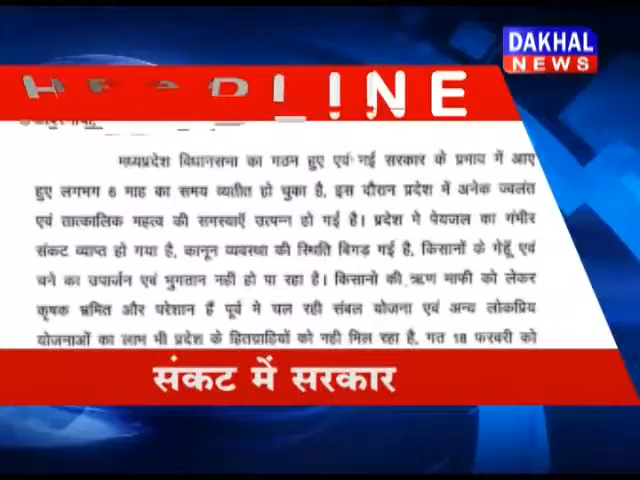 DAKHAL
NEWS
HEADLINE
मध्यप्रदेश विधानसभा का गठन हुए एवं नई सरकार के प्रभाव में आए
हुए लगभग 6 माह का समय व्यतीत हो चुका है, इस दौरान प्रदेश में अनेक ज्वलंत
एवं तात्कालिक महत्व की समस्याऐं उत्पन्न हो गई है। प्रदेश मे पेयजल का गंभीर
संकट व्याप्त हो गया है, कानून व्यवस्था की स्थिति बिगड गई है, किसानों के गेहूँ एवं
चने का उपार्जन एवं भुगतान नहीं हो पा रहा है। किसानो की ऋण माफी को लेकर
कृषक भ्रमित और परेशान हैं पूर्व मे चल रही संबल योजना एवं अन्य लोकप्रिय
योजनाओं का लाभ भी प्रदेश के हितग्राहियों को नही मिल रहा है, गत 18 फरवरी को
संकट में सरकार